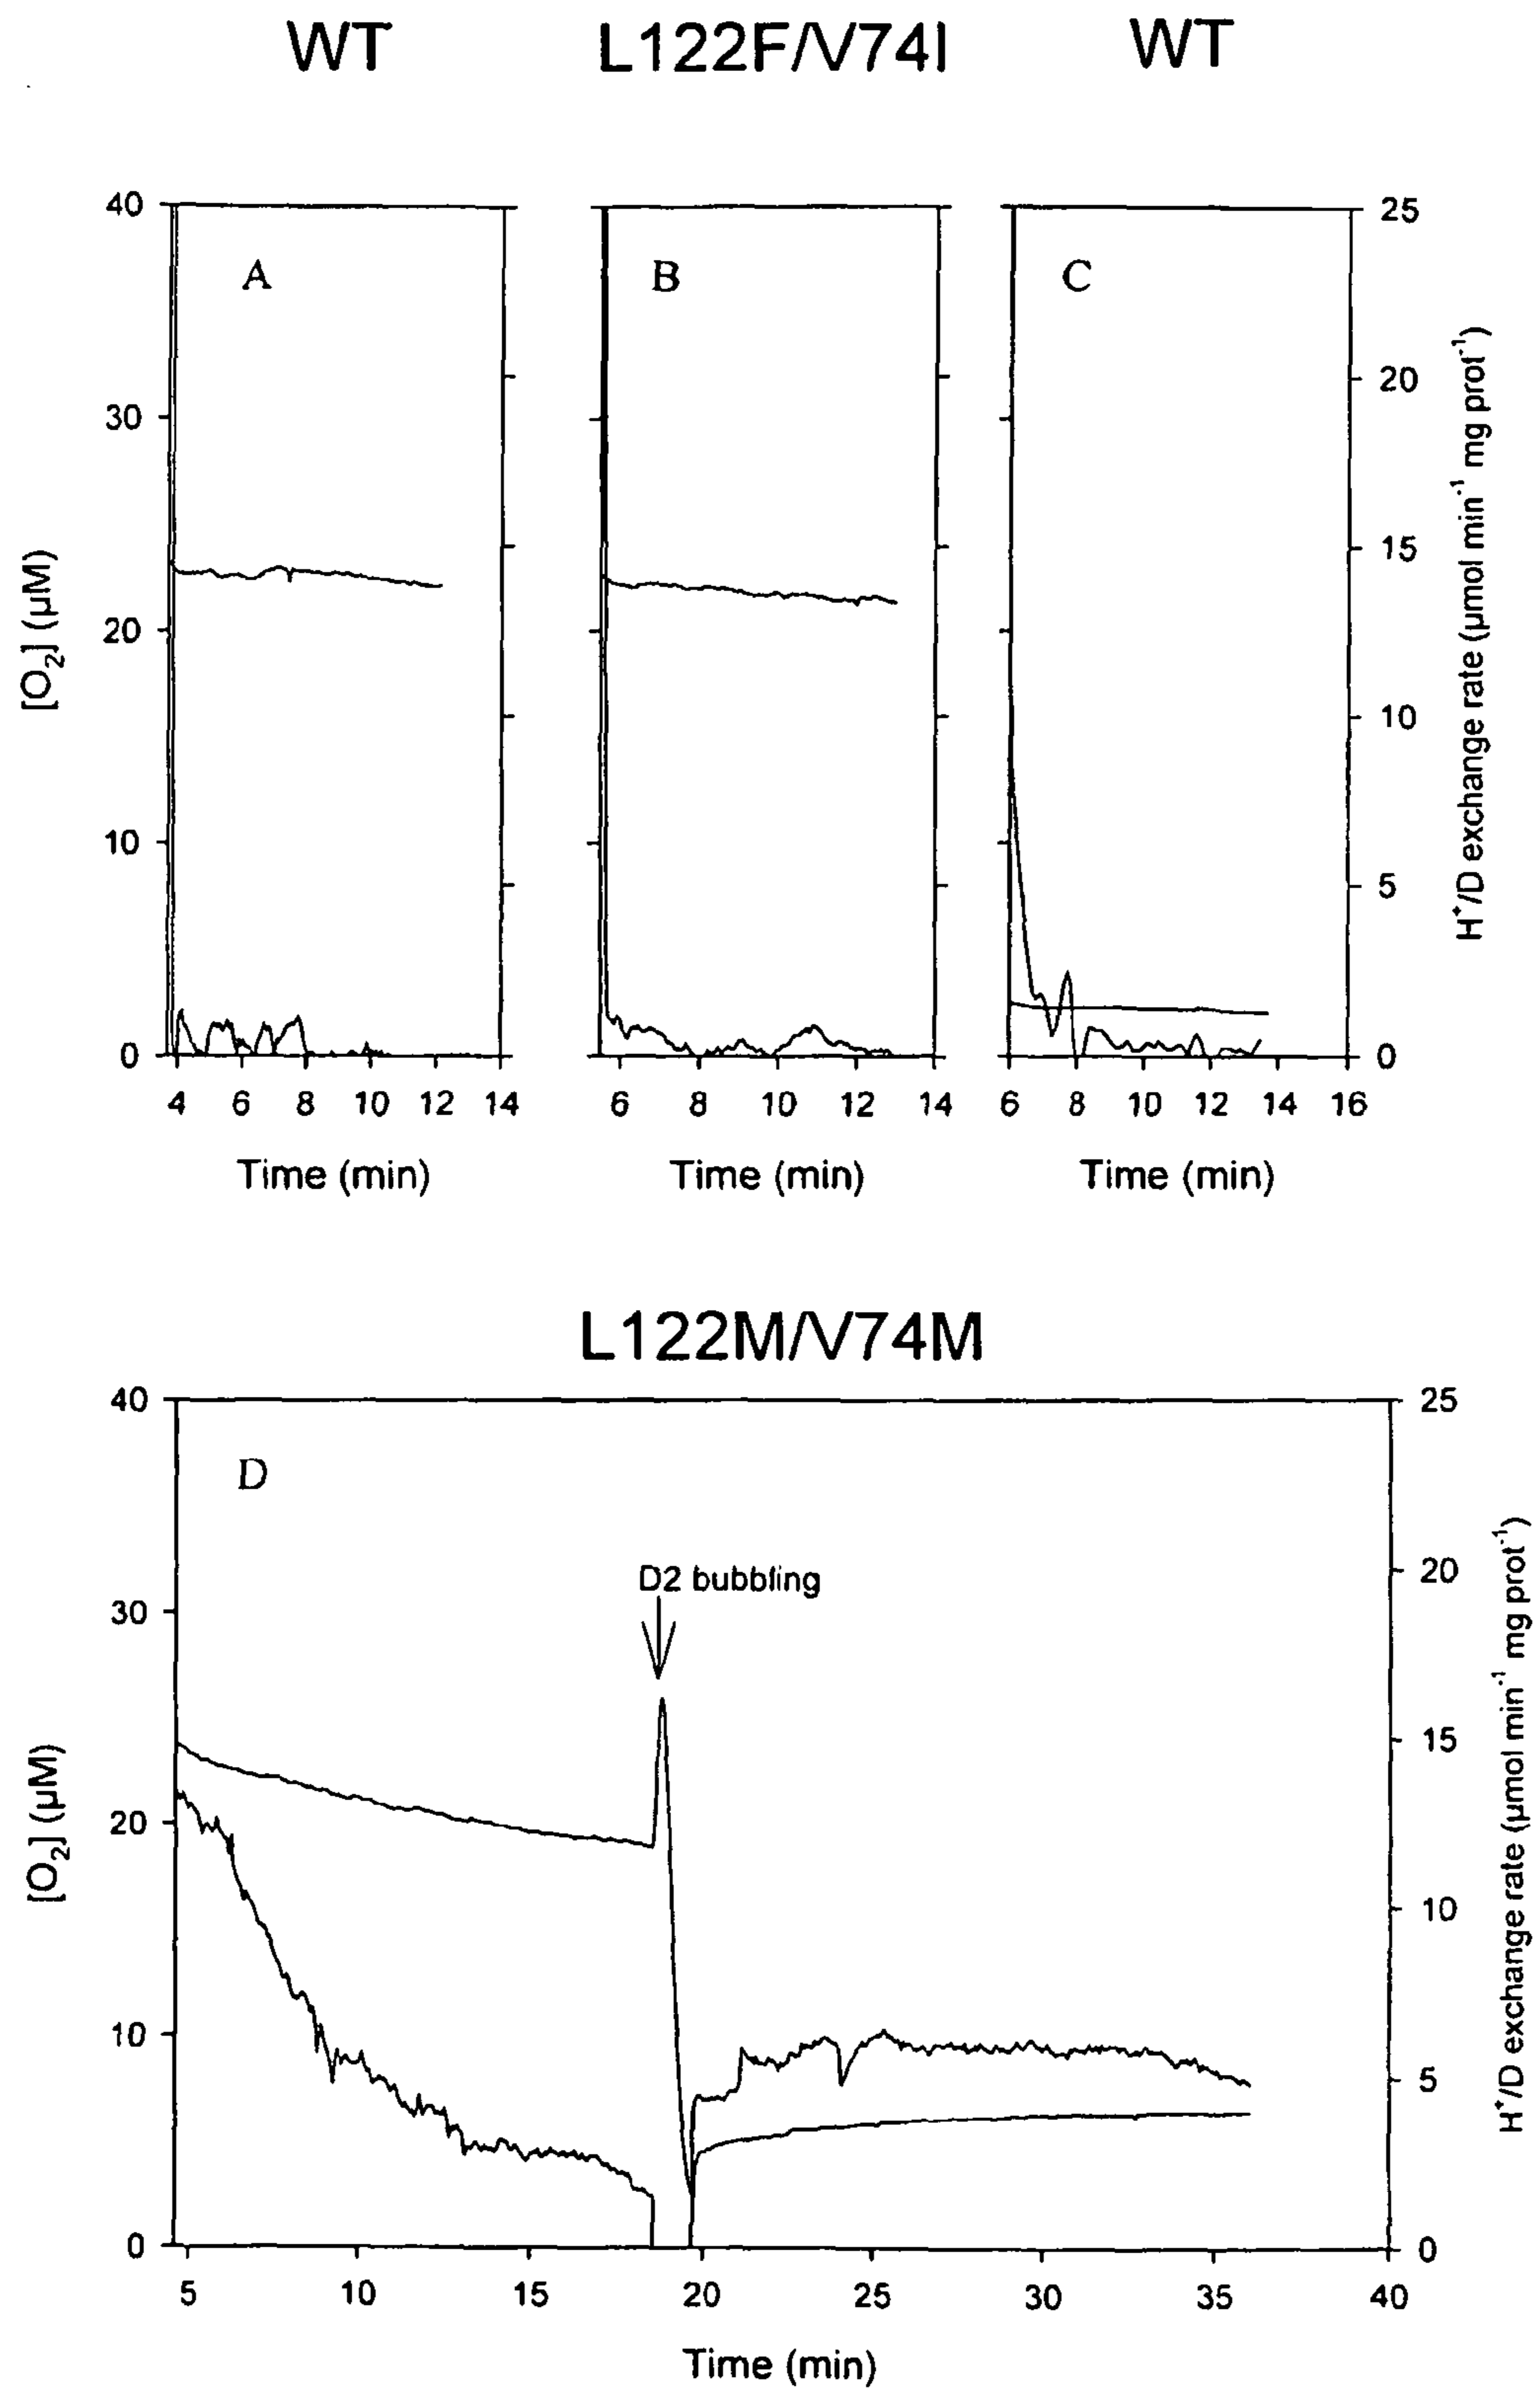 WT L122F/V74I WT
40 25
A B C
20
30
15
20
10
10
5
0 0
[O₂] (µM)
H⁺/D exchange rate (µmol min⁻¹ mg prot⁻¹)
4 6 8 10 12 14 6 8 10 12 14 6 8 10 12 14 16
Time (min) Time (min) Time (min)
L122M/V74M
40 25
D
D2 bubbling
20
30
15
20
10
10
5
0 0
[O₂] (µM)
H⁺/D exchange rate (µmol min⁻¹ mg prot⁻¹)
5 10 15 20 25 30 35 40
Time (min)